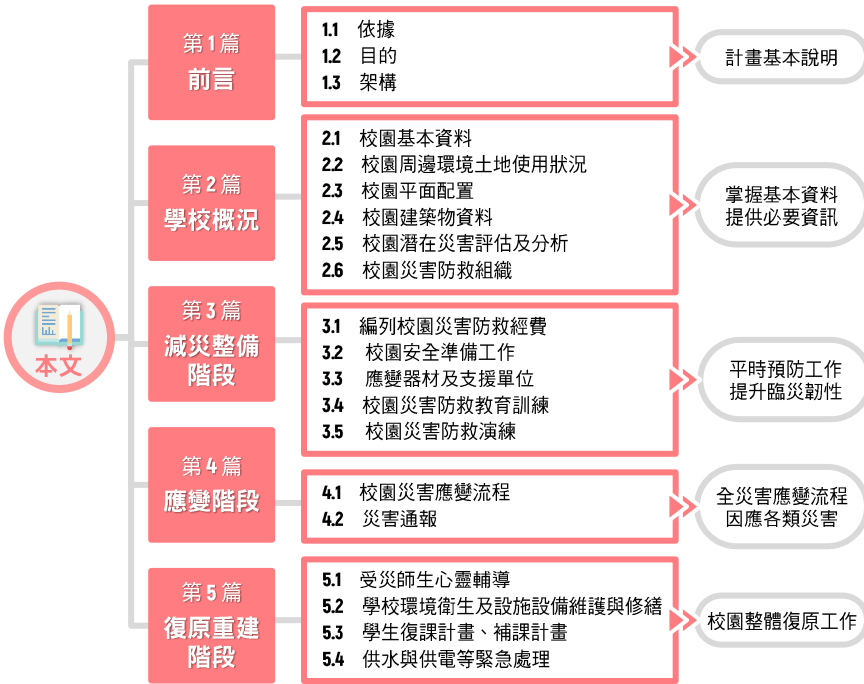 本文
第1篇
前言
1.1 依據
1.2 目的
1.3 架構
計畫基本說明
第2篇
學校概況
2.1 校園基本資料
2.2 校園周邊環境土地使用狀況
2.3 校園平面配置
2.4 校園建築物資料
2.5 校園潛在災害評估及分析
2.6 校園災害防救組織
掌握基本資料
提供必要資訊
第3篇
減災整備
階段
3.1 編列校園災害防救經費
3.2 校園安全準備工作
3.3 應變器材及支援單位
3.4 校園災害防救教育訓練
3.5 校園災害防救演練
平時預防工作
提升臨災韌性
第4篇
應變階段
4.1 校園災害應變流程
4.2 災害通報
全災害應變流程
因應各類災害
第5篇
復原重建
階段
5.1 受災師生心靈輔導
5.2 學校環境衛生及設施設備維護與修繕
5.3 學生復課計畫、補課計畫
5.4 供水與供電等緊急處理
校園整體復原工作